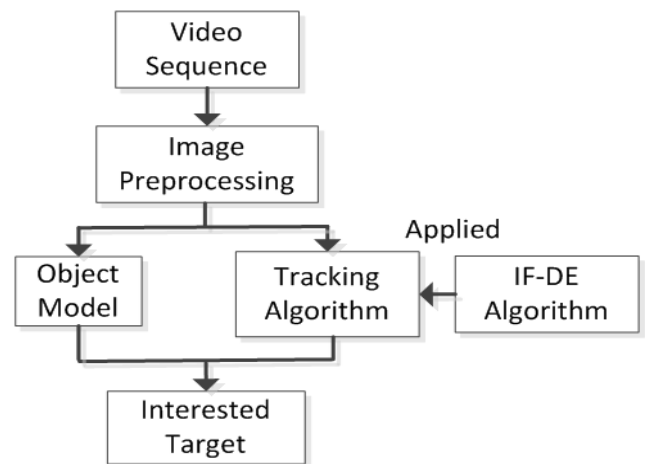 Video
Sequence
Image
Preprocessing
Applied
Object
Model
Tracking
Algorithm
IF-DE
Algorithm
Interested
Target